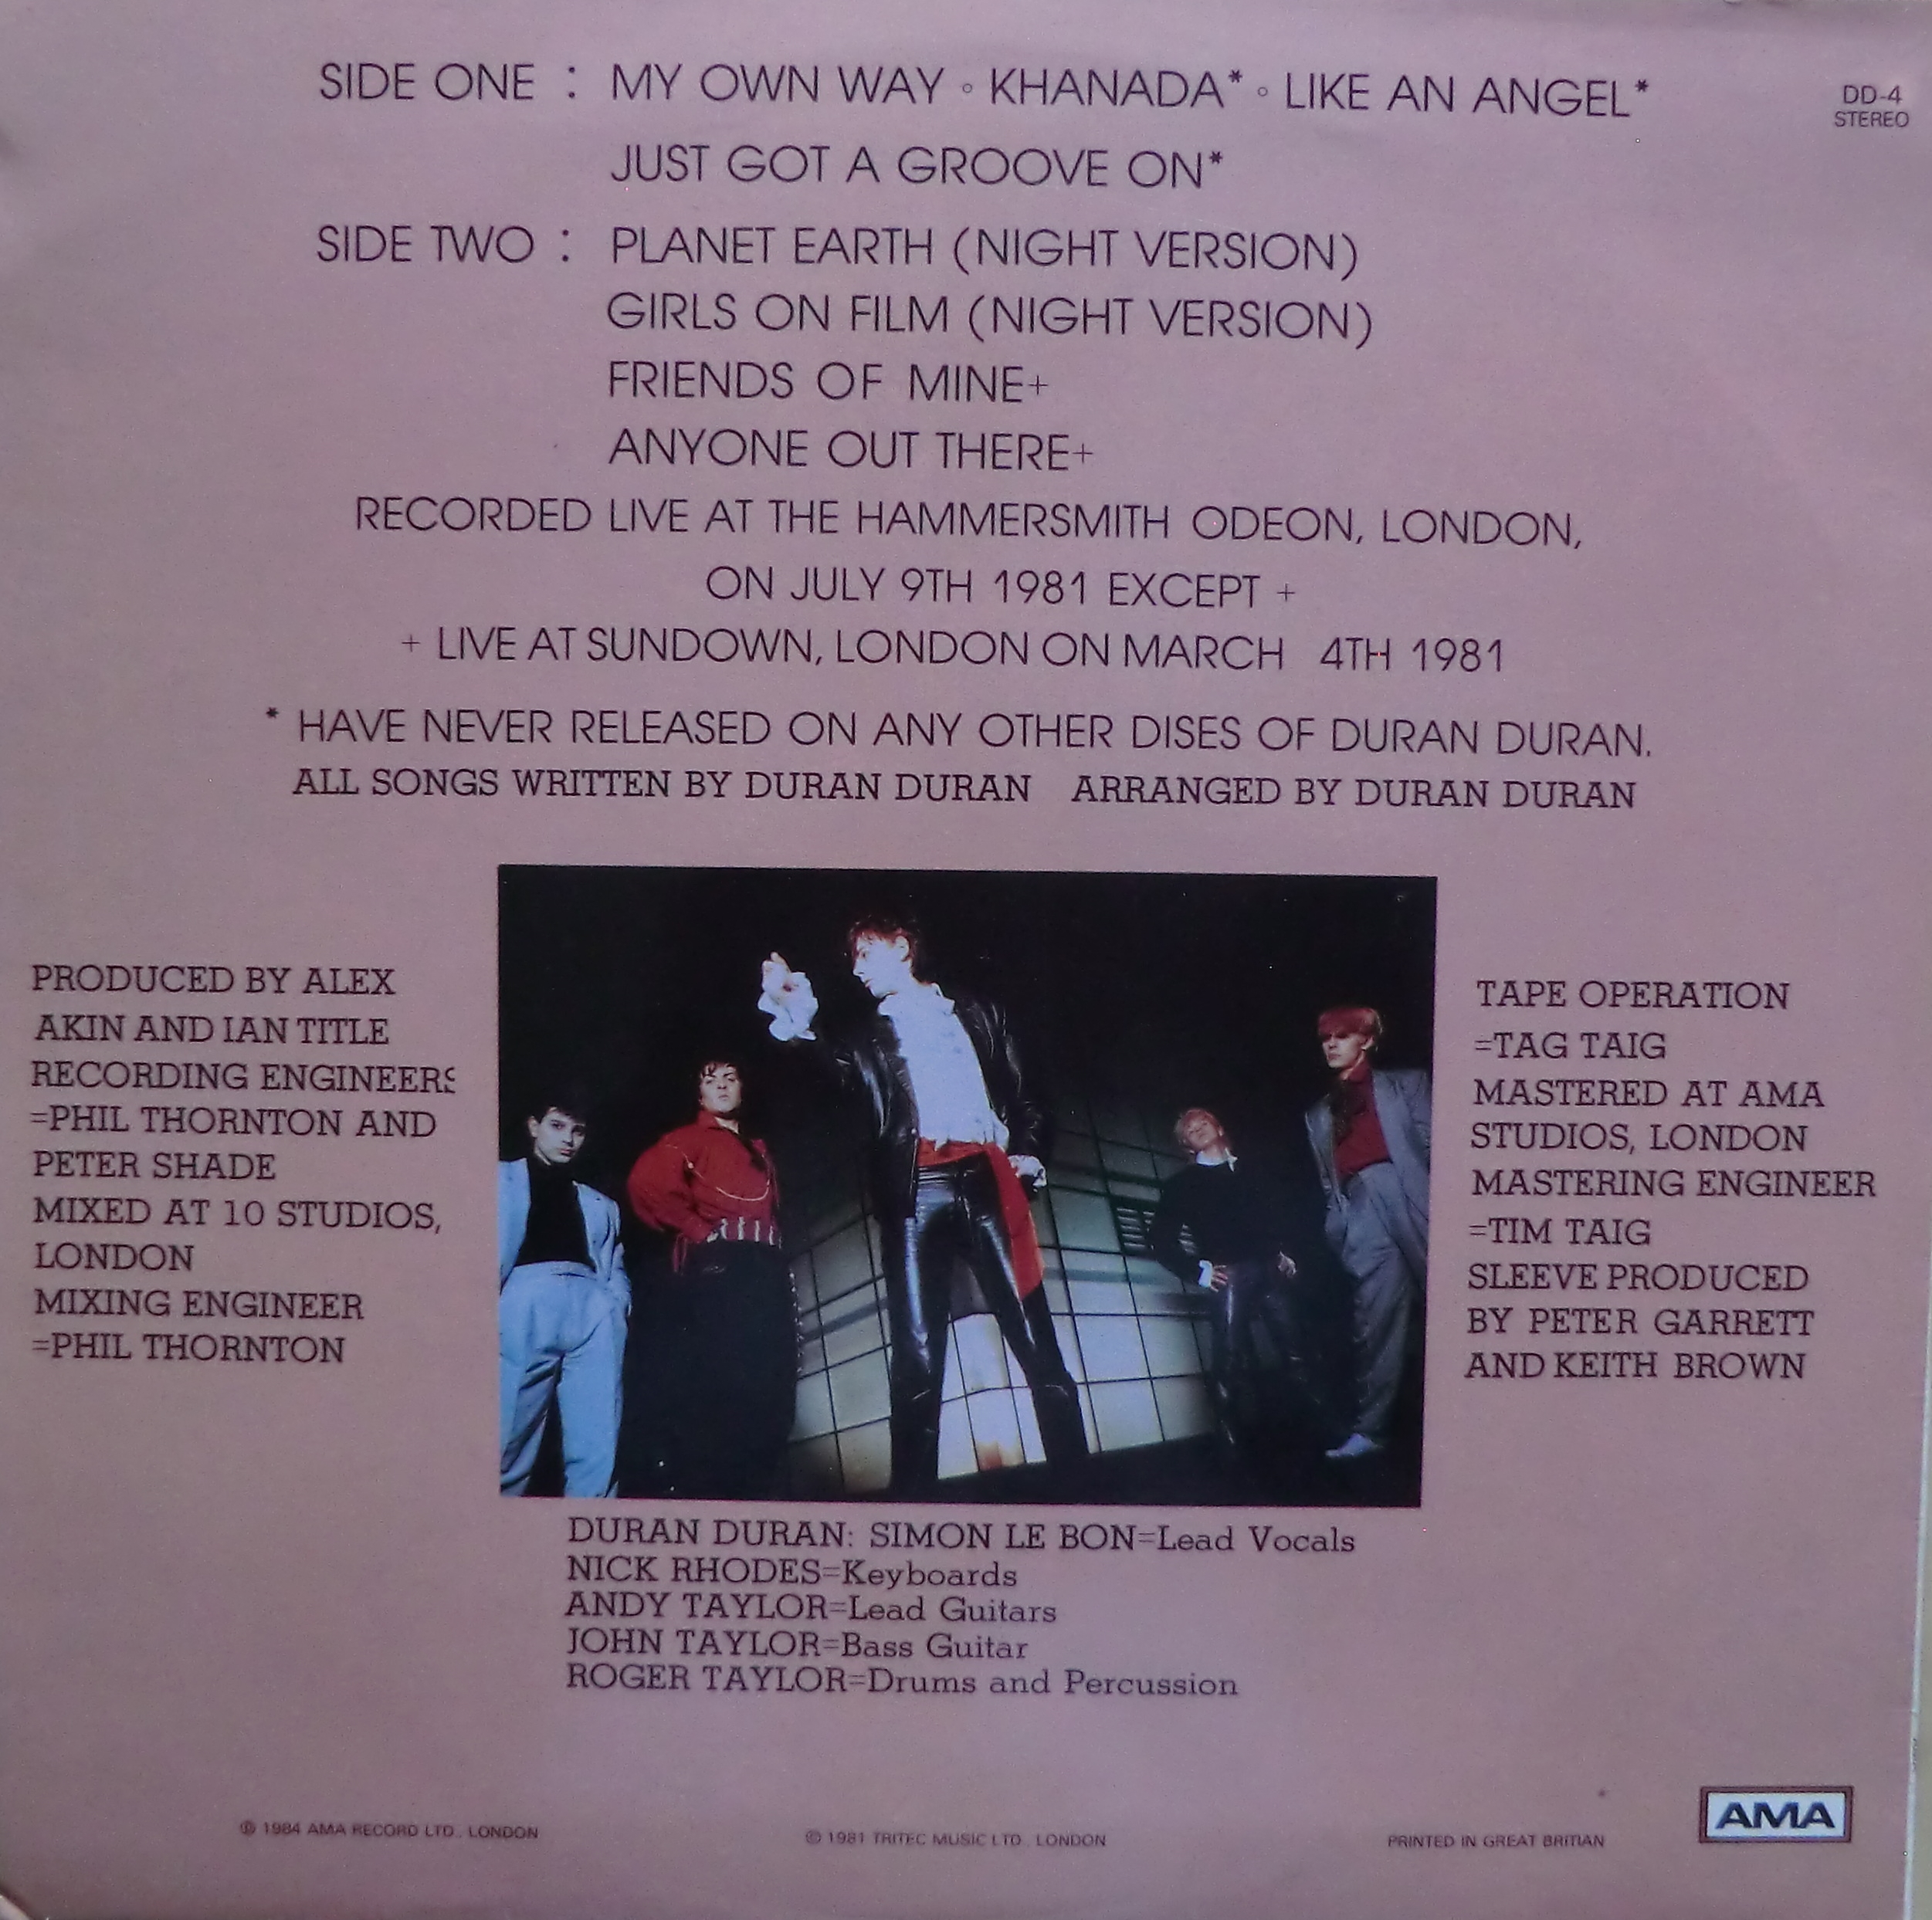 SIDE ONE : MY OWN WAY ◦ KHANADA* ◦ LIKE AN ANGEL*
DD-4
STEREO
JUST GOT A GROOVE ON*
SIDE TWO : PLANET EARTH (NIGHT VERSION)
GIRLS ON FILM (NIGHT VERSION)
FRIENDS OF MINE+
ANYONE OUT THERE+
RECORDED LIVE AT THE HAMMERSMITH ODEON, LONDON,
ON JULY 9TH 1981 EXCEPT +
+ LIVE AT SUNDOWN, LONDON ON MARCH 4TH 1981
* HAVE NEVER RELEASED ON ANY OTHER DISES OF DURAN DURAN.
ALL SONGS WRITTEN BY DURAN DURAN ARRANGED BY DURAN DURAN
PRODUCED BY ALEX
AKIN AND IAN TITLE
RECORDING ENGINEERS
=PHIL THORNTON AND
PETER SHADE
MIXED AT 10 STUDIOS,
LONDON
MIXING ENGINEER
=PHIL THORNTON
TAPE OPERATION
=TAG TAIG
MASTERED AT AMA
STUDIOS, LONDON
MASTERING ENGINEER
=TIM TAIG
SLEEVE PRODUCED
BY PETER GARRETT
AND KEITH BROWN
DURAN DURAN: SIMON LE BON=Lead Vocals
NICK RHODES=Keyboards
ANDY TAYLOR=Lead Guitars
JOHN TAYLOR=Bass Guitar
ROGER TAYLOR=Drums and Percussion
℗ 1984 AMA RECORD LTD., LONDON
© 1981 TRITEC MUSIC LTD., LONDON
PRINTED IN GREAT BRITIAN
AMA